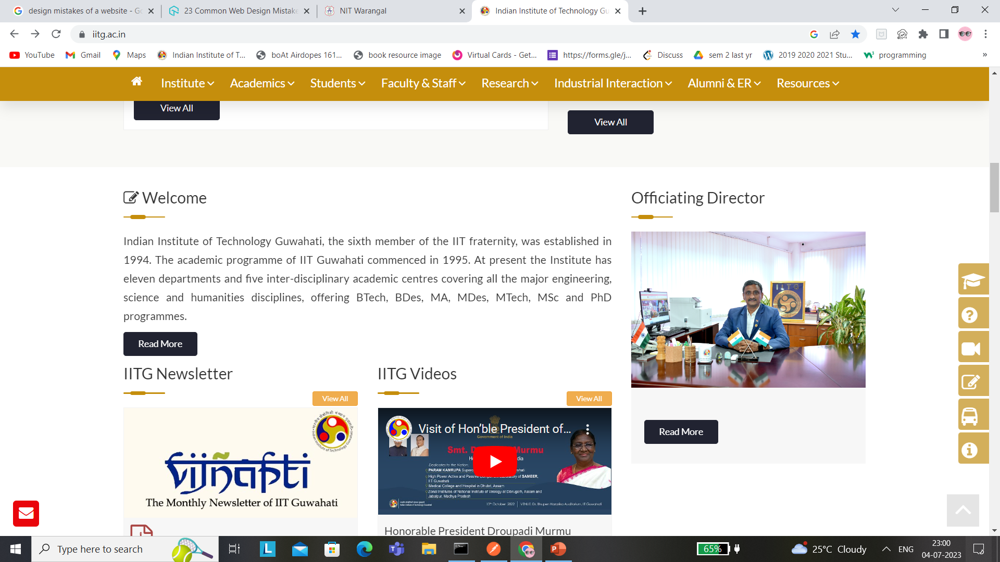 design mistakes of a website - Go
23 Common Web Design Mistake
NIT Warangal
Indian Institute of Technology Gu
iitg.ac.in
YouTube
Gmail
Maps
Indian Institute of T...
boAt Airdopes 161...
book resource image
Virtual Cards - Get...
https://forms.gle/j...
Discuss
sem 2 last yr
2019 2020 2021 Stu...
programming
Institute
Academics
Students
Faculty & Staff
Research
Industrial Interaction
Alumni & ER
Resources
View All
View All
Welcome
Indian Institute of Technology Guwahati, the sixth member of the IIT fraternity, was established in
1994. The academic programme of IIT Guwahati commenced in 1995. At present the Institute has
eleven departments and five inter-disciplinary academic centres covering all the major engineering,
science and humanities disciplines, offering BTech, BDes, MA, MDes, MTech, MSc and PhD
programmes.
Read More
Officiating Director
IITG
Read More
IITG Newsletter
View All
vijñapti
The Monthly Newsletter of IIT Guwahati
IITG Videos
View All
Visit of Hon'ble President of...
Government of India
Smt. Murmu
Dedicates to the Nation:
PARAM KAMRUPA
High Power Active and of SAMEER,
IIT Guwahati
Medical College and Hospital in Dhubri, Assam
Zonal Institutes of National Institute of Virology at Dibrugarh, Assam and
Jabalpur, Madhya Pradesh
13th October 2022
VENUE: Dr. Bhupen Hazarika Auditorium, IIT Guwahati
Honorable President Droupadi Murmu
Type here to search
65%
25°C Cloudy
ENG
23:00
04-07-2023